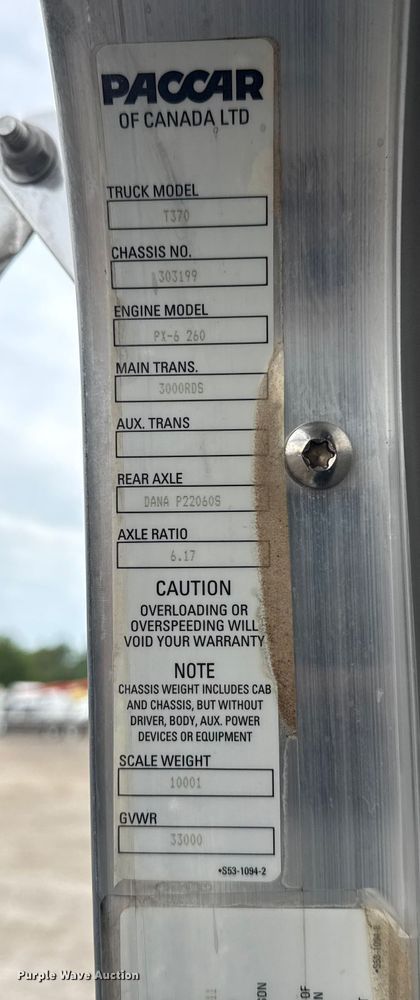 PACCAR
OF CANADA LTD
TRUCK MODEL
T370
CHASSIS NO.
303199
ENGINE MODEL
PX-6 260
MAIN TRANS.
3000RDS
AUX. TRANS
REAR AXLE
DANA P22060S
AXLE RATIO
6.17
CAUTION
OVERLOADING OR
OVERSPEEDING WILL
VOID YOUR WARRANTY
NOTE
CHASSIS WEIGHT INCLUDES CAB
AND CHASSIS, BUT WITHOUT
DRIVER, BODY, AUX. POWER
DEVICES OR EQUIPMENT
SCALE WEIGHT
10001
GVWR
33000
*S53-1094-2
Purple Wave Auction